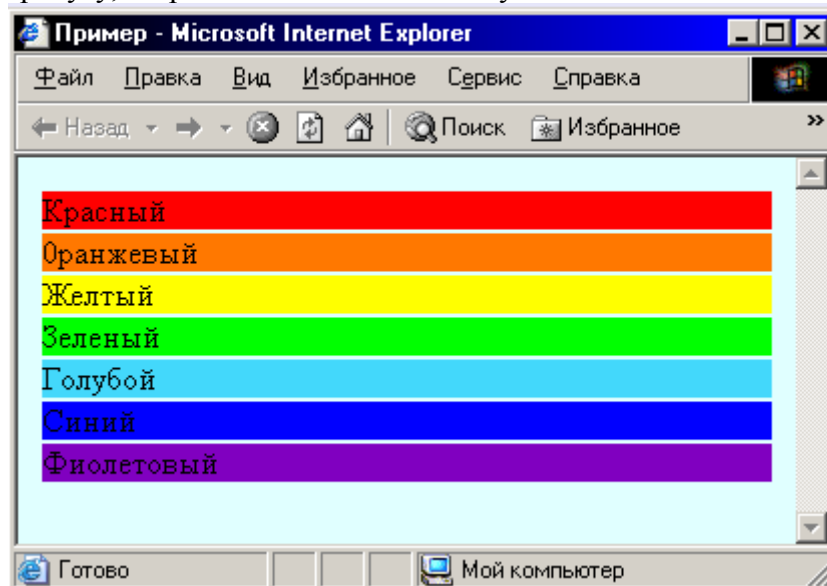 Пример - Microsoft Internet Explorer
Файл Правка Вид Избранное Сервис Справка
Назад Поиск Избранное »
Красный
Оранжевый
Желтый
Зеленый
Голубой
Синий
Фиолетовый
Готово Мой компьютер